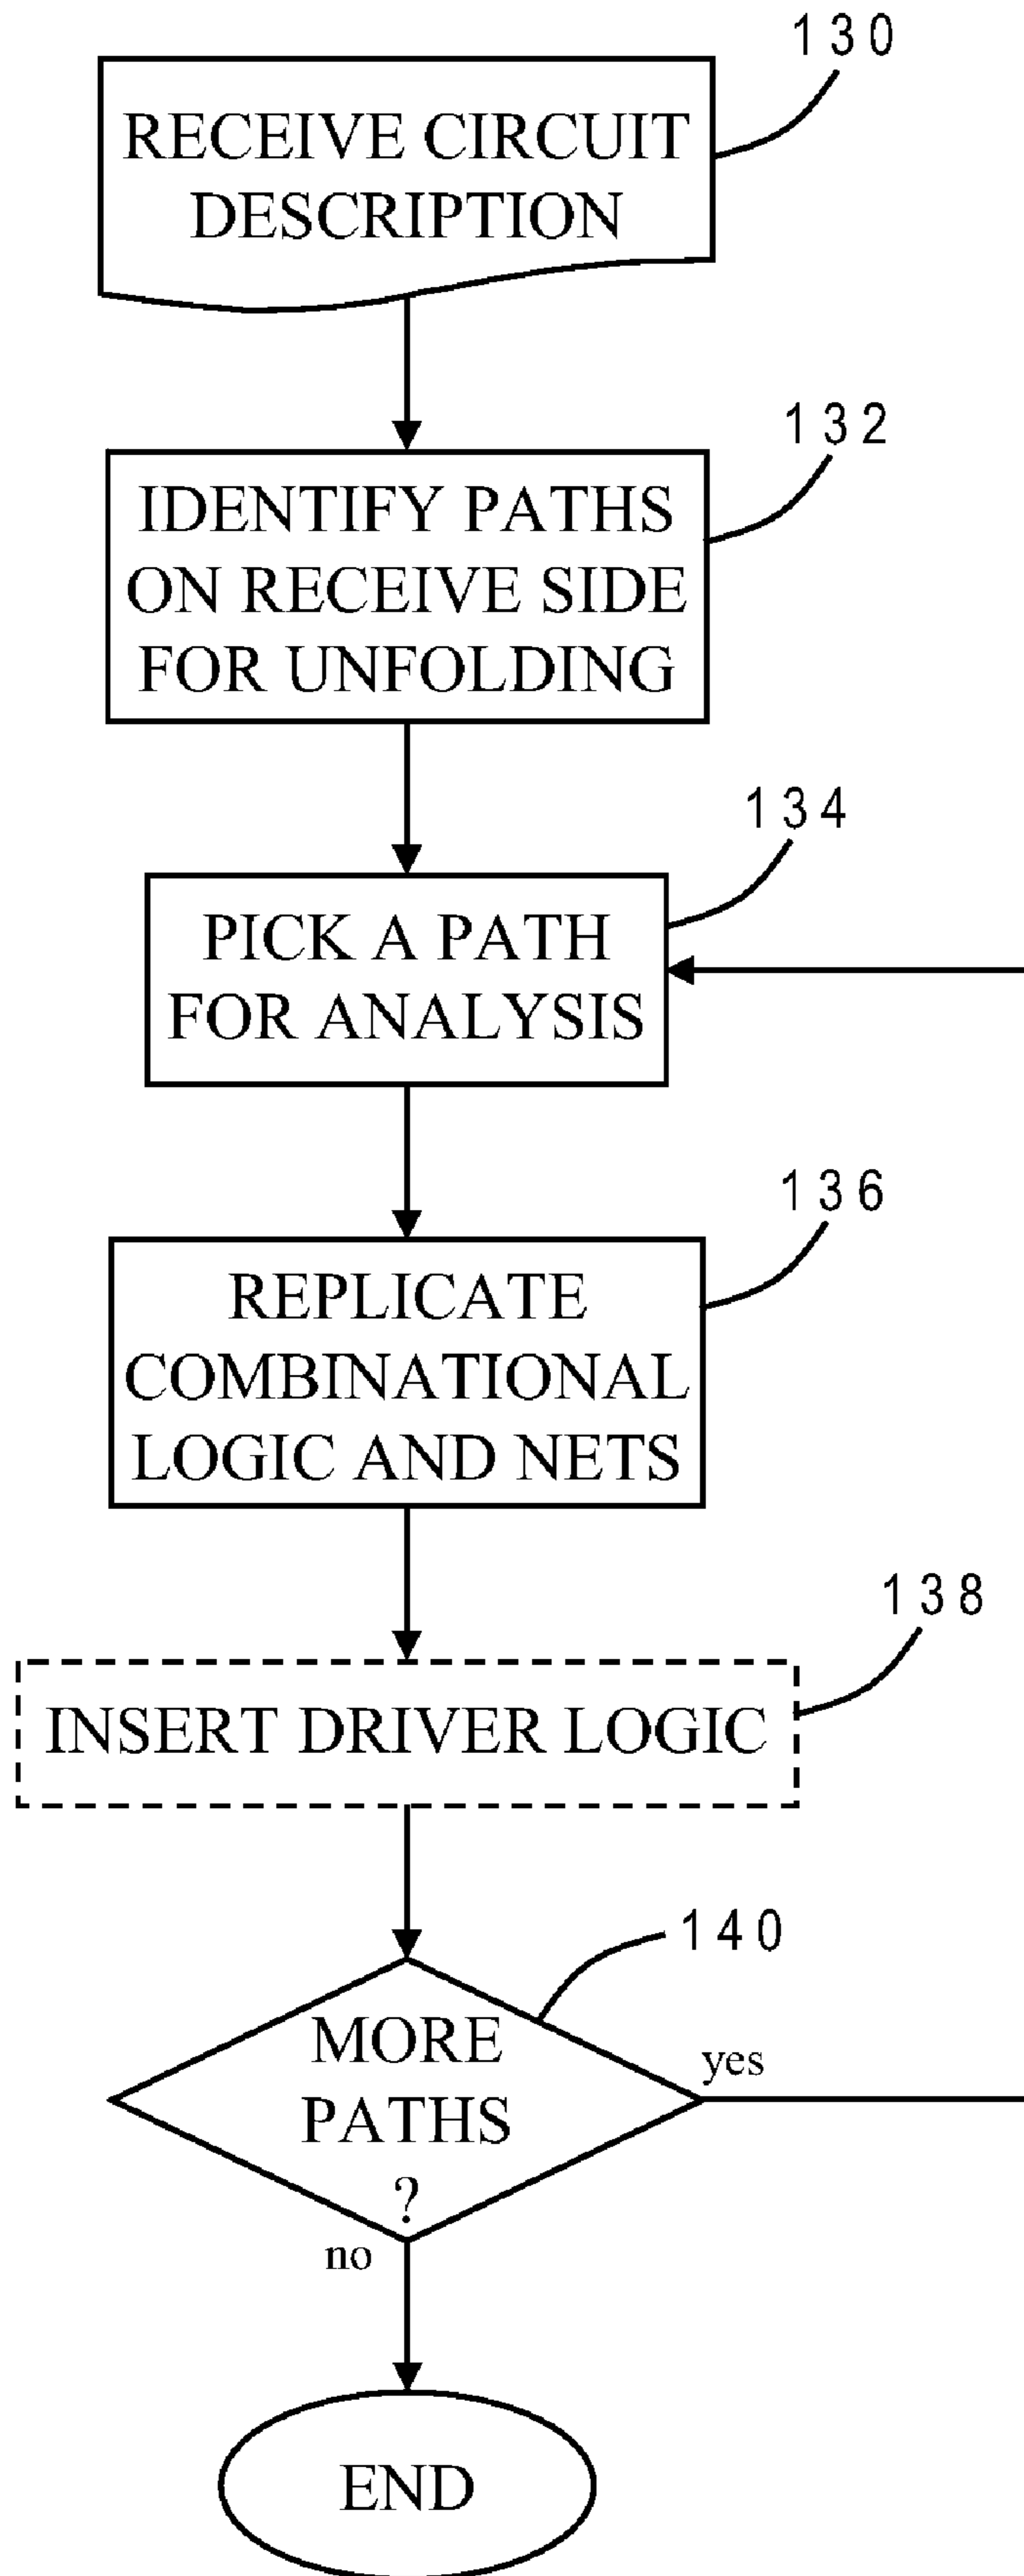 130
RECEIVE CIRCUIT
DESCRIPTION
132
IDENTIFY PATHS
ON RECEIVE SIDE
FOR UNFOLDING
134
PICK A PATH
FOR ANALYSIS
136
REPLICATE
COMBINATIONAL
LOGIC AND NETS
138
INSERT DRIVER LOGIC
140
MORE
PATHS
?
yes
no
END